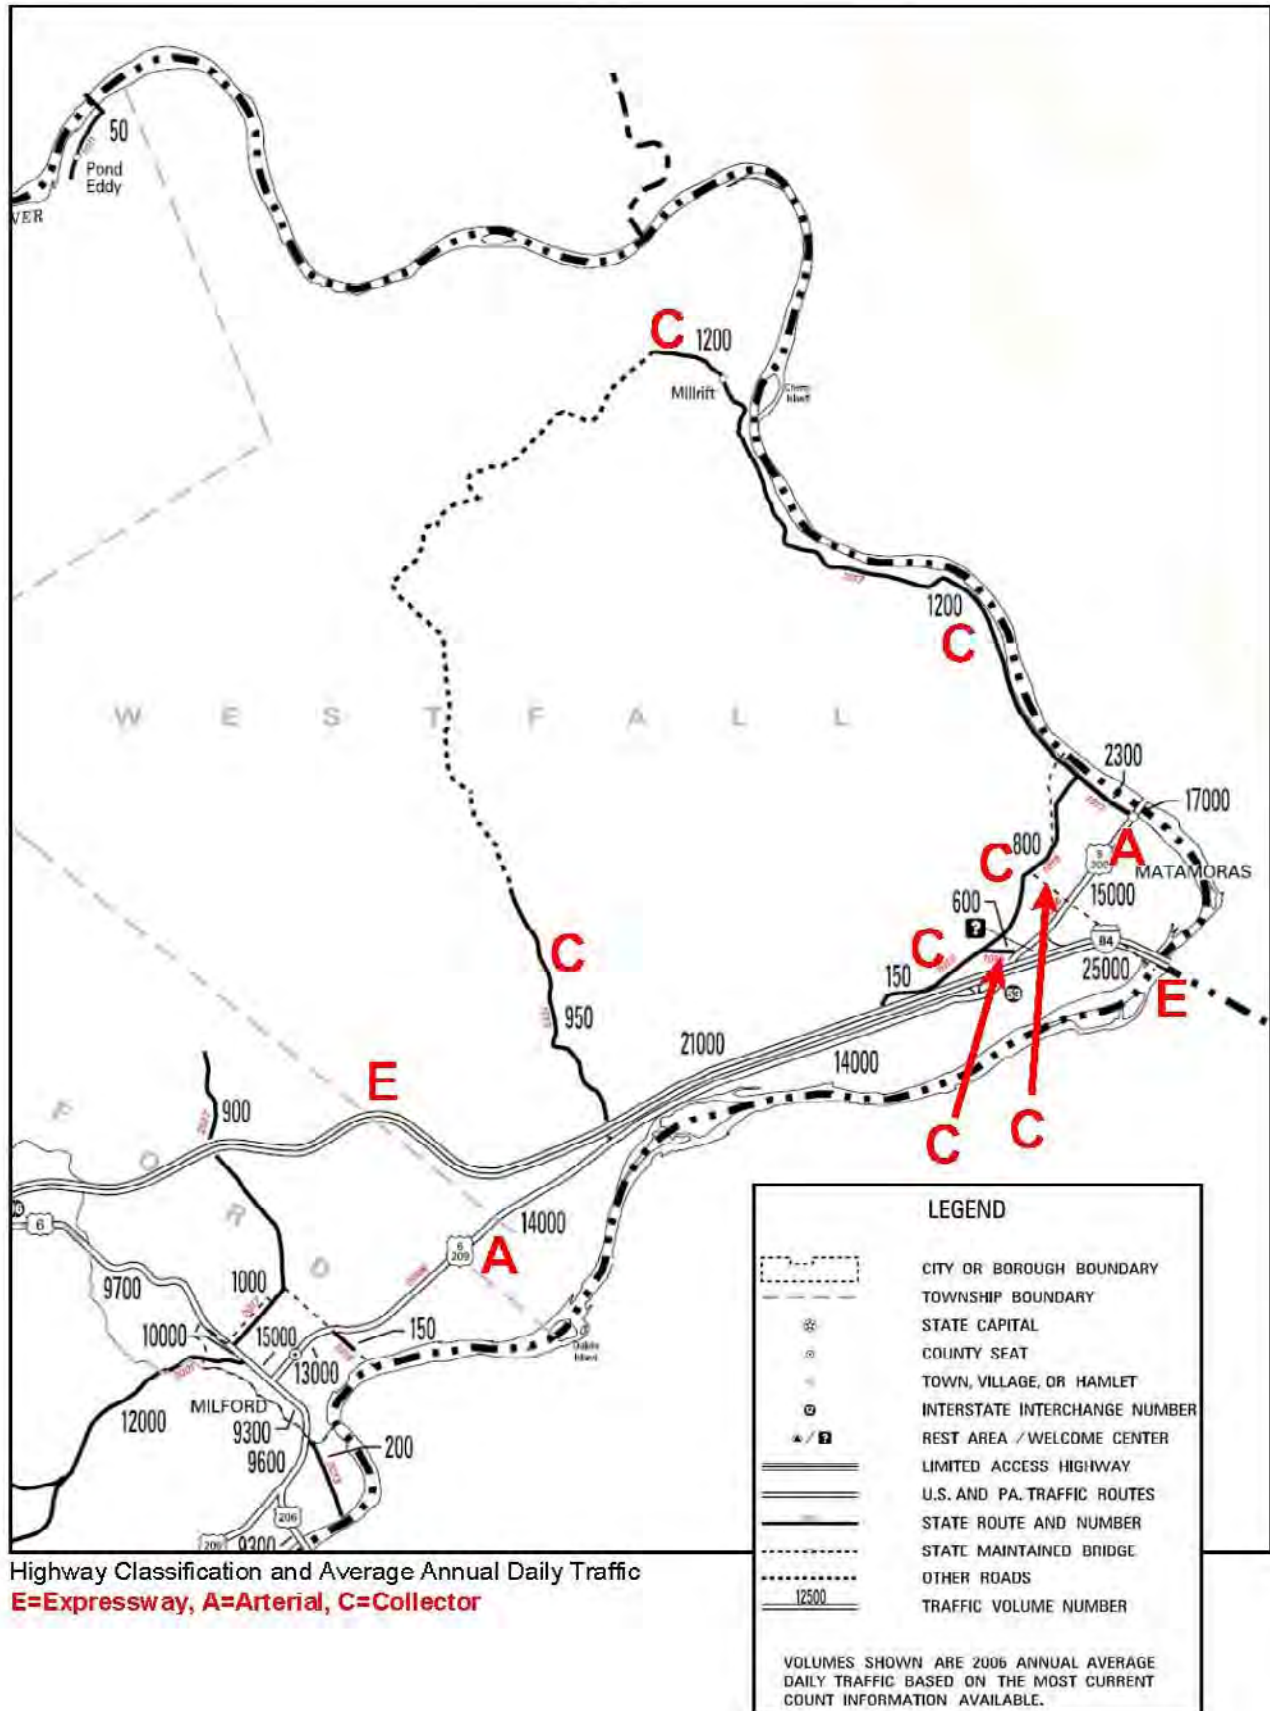 50
Pond
Eddy
VER
C
1200
Millrift
1200
C
W E S T F A L L
2300
17000
A
MATAMORAS
800
C
15000
600
?
C
84
25000
150
E
C
950
21000
14000
E
900
C
C
F O R D
6
14000
6
209
A
9700
1000
10000
15000
150
13000
MILFORD
12000
9300
9600
200
206
209
9300
LEGEND
CITY OR BOROUGH BOUNDARY
TOWNSHIP BOUNDARY
STATE CAPITAL
COUNTY SEAT
TOWN, VILLAGE, OR HAMLET
INTERSTATE INTERCHANGE NUMBER
/ ? REST AREA / WELCOME CENTER
LIMITED ACCESS HIGHWAY
U.S. AND PA. TRAFFIC ROUTES
STATE ROUTE AND NUMBER
STATE MAINTAINED BRIDGE
OTHER ROADS
12500 TRAFFIC VOLUME NUMBER
VOLUMES SHOWN ARE 2006 ANNUAL AVERAGE
DAILY TRAFFIC BASED ON THE MOST CURRENT
COUNT INFORMATION AVAILABLE.
Highway Classification and Average Annual Daily Traffic
E=Expressway, A=Arterial, C=Collector